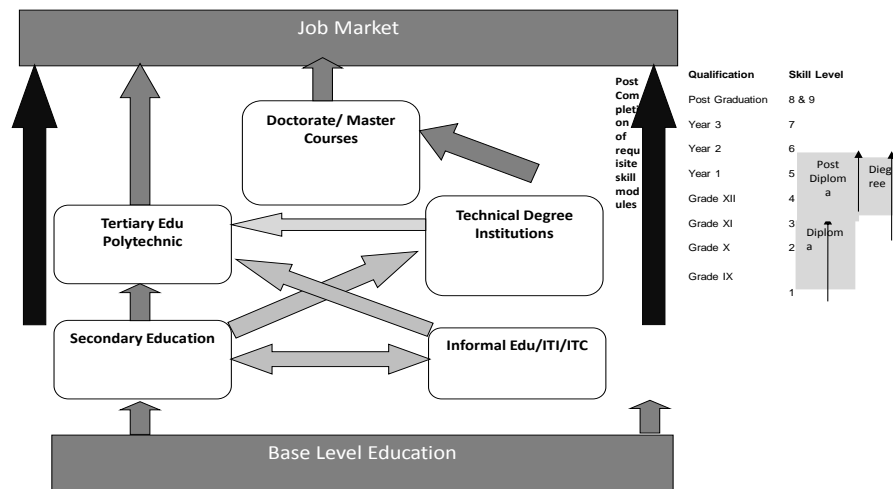 Job Market
Doctorate/ Master
Courses
Tertiary Edu
Polytechnic
Technical Degree
Institutions
Secondary Education
Informal Edu/ITI/ITC
Base Level Education
Post
Com
pleti
on
of
requ
isite
skill
mod
ules
Qualification Skill Level
Post Graduation 8 & 9
Year 3 7
Year 2 6
Year 1 5
Grade XII 4
Grade XI 3
Grade X 2
Grade IX
1
Post
Diplom
a
Dieg
ree
Diplom
a